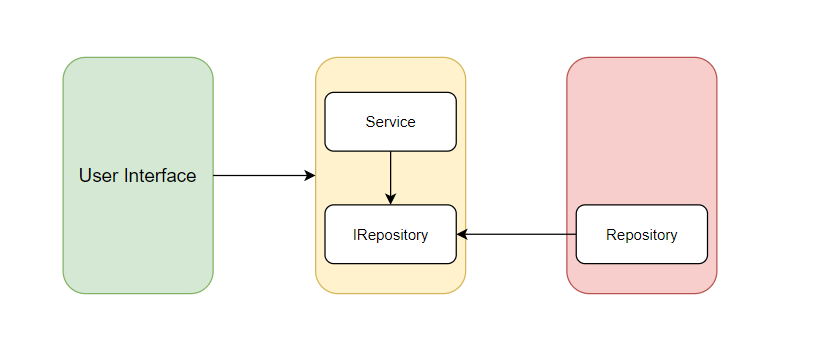 User Interface
Service
IRepository
Repository